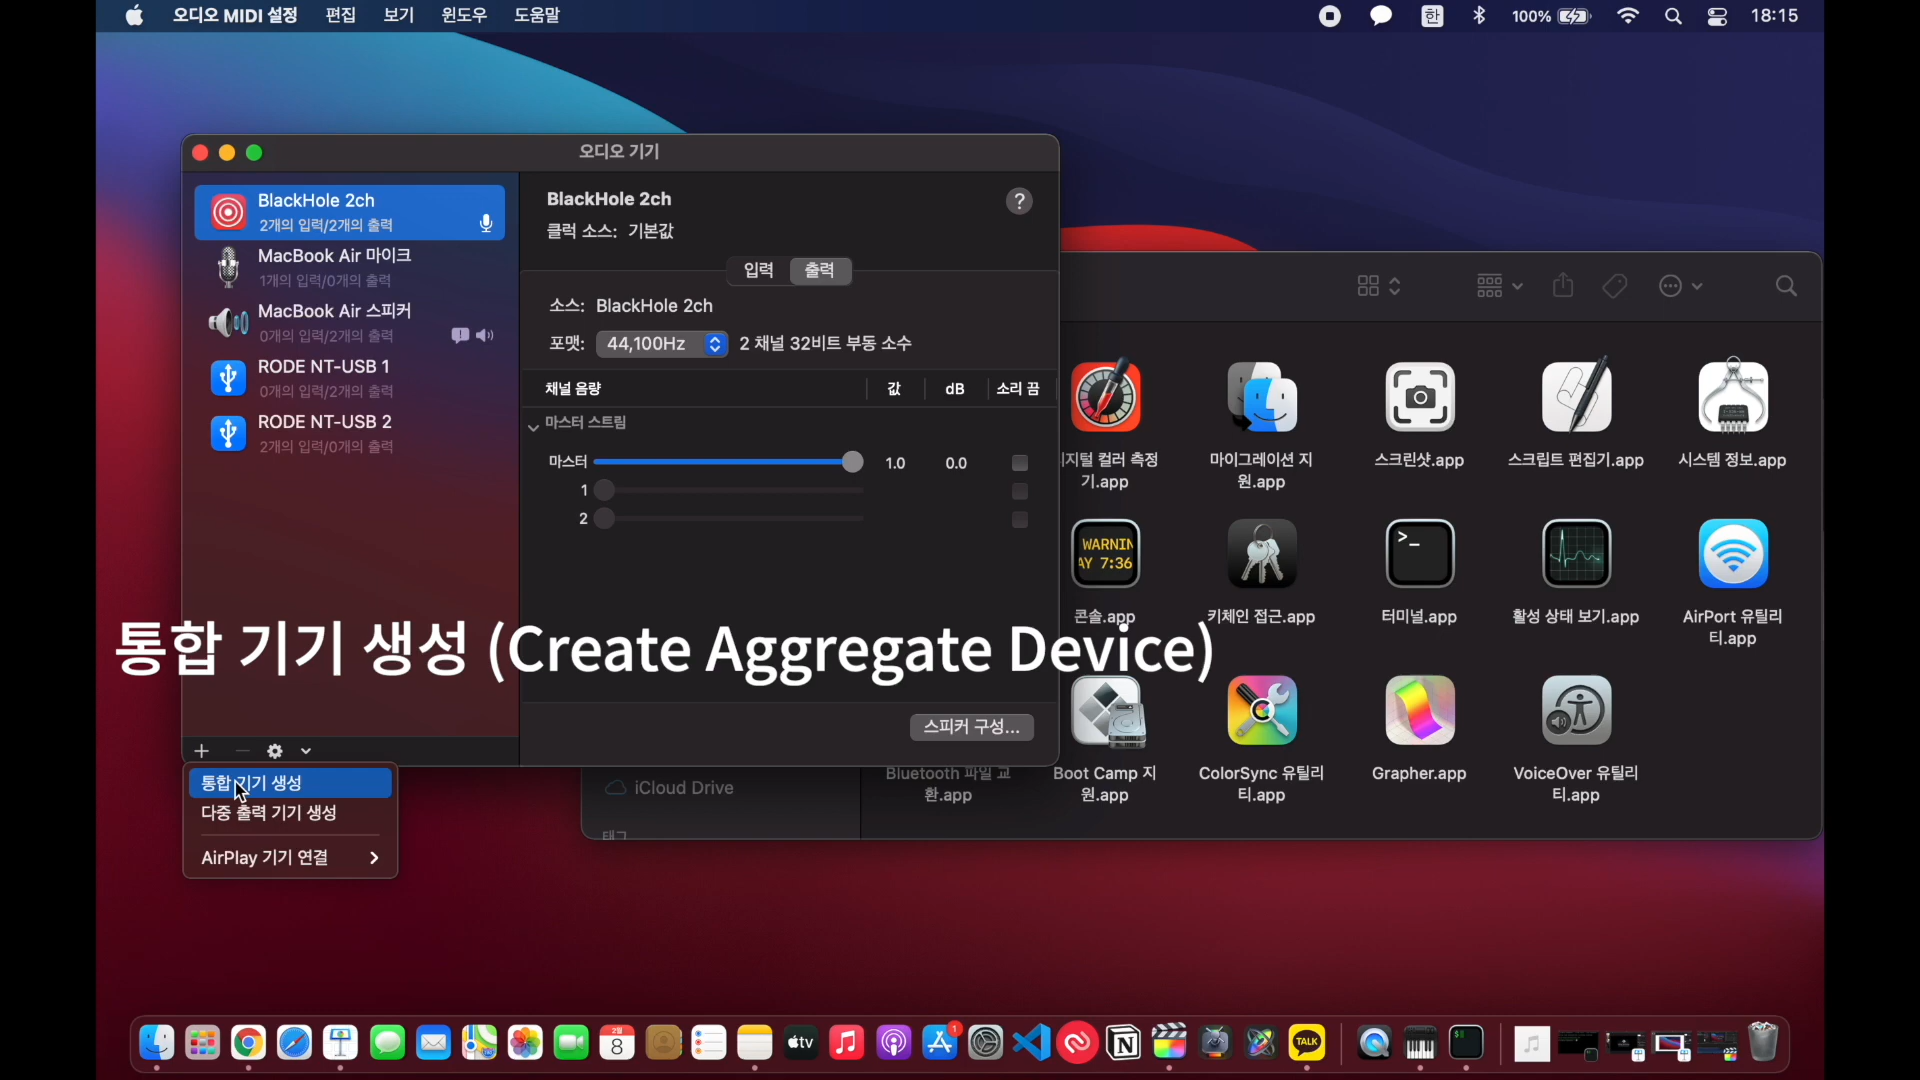 오디오 MIDI 설정 편집 보기 윈도우 도움말
한 100% 18:15
오디오 기기
BlackHole 2ch
2개의 입력/2개의 출력
MacBook Air 마이크
1개의 입력/0개의 출력
MacBook Air 스피커
0개의 입력/2개의 출력
RODE NT-USB 1
0개의 입력/2개의 출력
RODE NT-USB 2
2개의 입력/0개의 출력
BlackHole 2ch
?
클럭 소스: 기본값
입력 출력
소스: BlackHole 2ch
포맷: 44,100Hz 2 채널 32비트 부동 소수
채널 음량 값 dB 소리 끔
마스터 스트림
마스터 1.0 0.0
1
2
스피커 구성...
통합 기기 생성 (Create Aggregate Device)
통합 기기 생성
다중 출력 기기 생성
AirPlay 기기 연결
지털 컬러 측정
기.app
마이그레이션 지
원.app
스크린샷.app
스크립트 편집기.app
시스템 정보.app
WARNIN
AY 7:36
콘솔.app
키체인 접근.app
터미널.app
활성 상태 보기.app
AirPort 유틸리
티.app
Bluetooth 파일 교
환.app
Boot Camp 지
원.app
ColorSync 유틸리
티.app
Grapher.app
VoiceOver 유틸리
티.app
iCloud Drive
태그
2월
8
tv
1
TALK